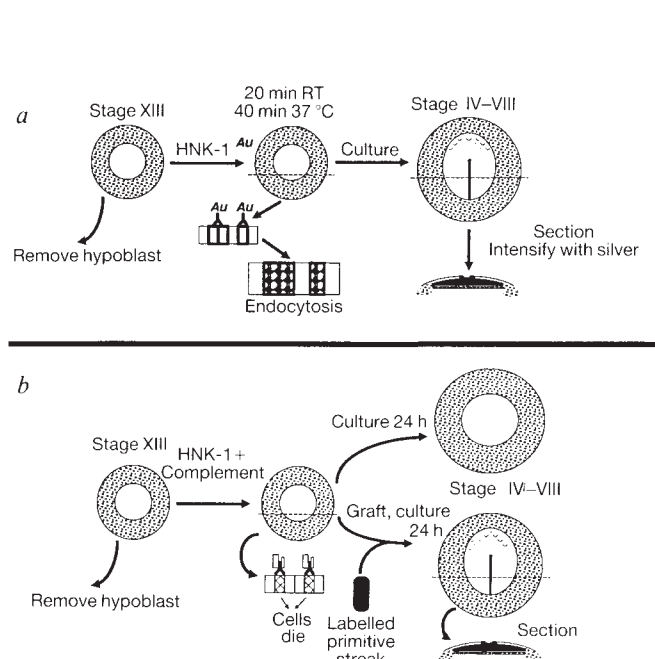 a
Stage XIII
HNK-1 Au
20 min RT
40 min 37 °C
Culture
Stage IV–VIII
Remove hypoblast
Au Au
Endocytosis
Section
Intensify with silver
b
Stage XIII
HNK-1+
Complement
Culture 24 h
Stage IV–VIII
Graft, culture
24 h
Remove hypoblast
Cells
die
Labelled
primitive
streak
Section